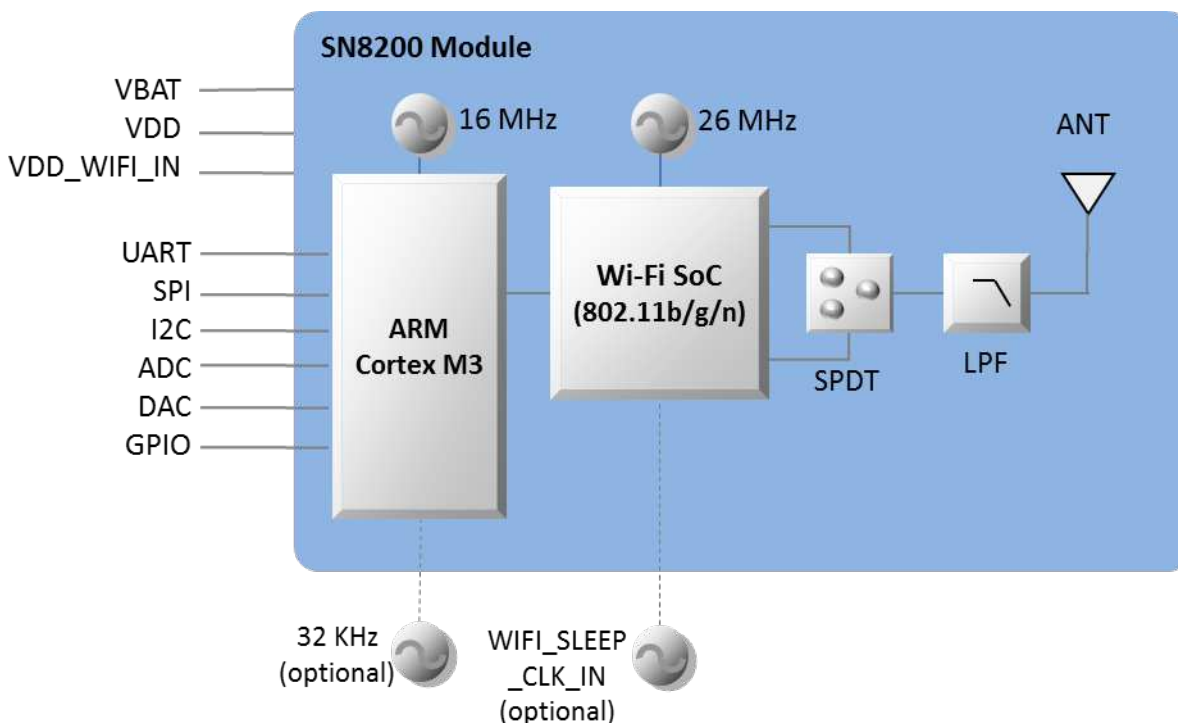 SN8200 Module
VBAT
VDD
VDD_WIFI_IN
16 MHz
26 MHz
ANT
UART
SPI
I2C
ADC
DAC
GPIO
ARM
Cortex M3
Wi-Fi SoC
(802.11b/g/n)
SPDT
LPF
32 KHz
(optional)
WIFI_SLEEP
_CLK_IN
(optional)